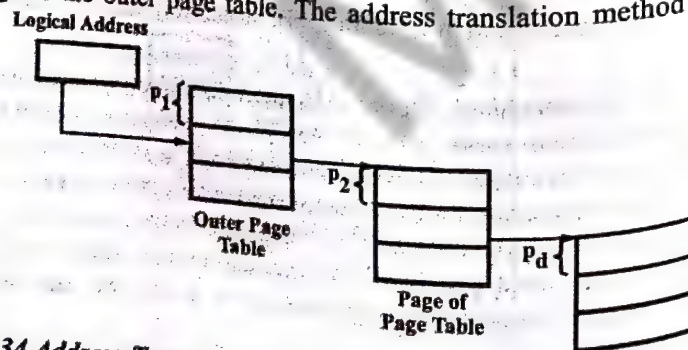 outer page table. The address translation method
Logical Address
P1
Outer Page
Table
P2
Page of
Page Table
Pd
34 Address